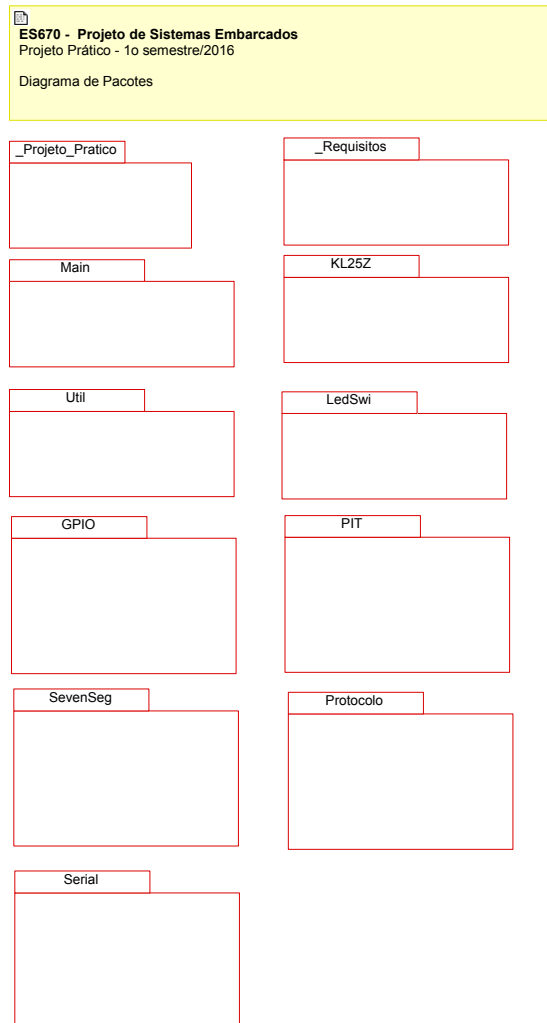 ES670 - Projeto de Sistemas Embarcados
Projeto Prático - 1o semestre/2016
Diagrama de Pacotes
_Projeto_Pratico
_Requisitos
Main
KL25Z
Util
LedSwi
GPIO
PIT
SevenSeg
Protocolo
Serial